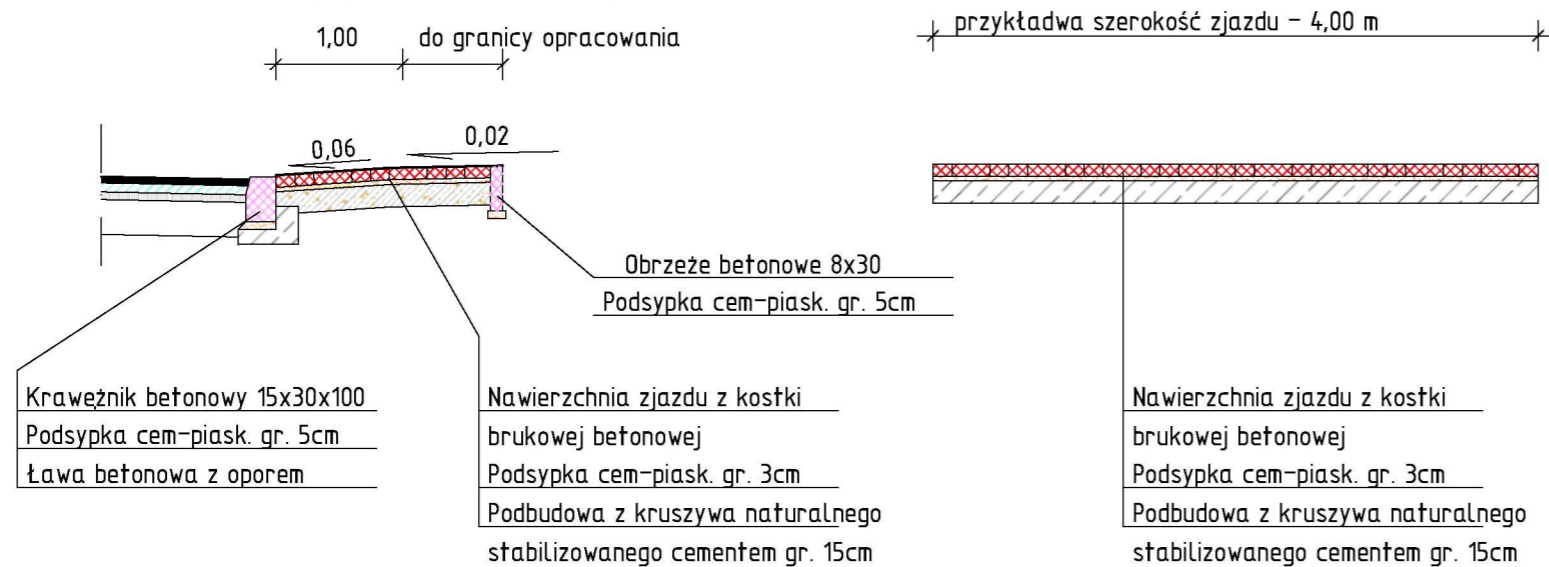 1,00
do granicy opracowania
przykładwa szerokość zjazdu - 4,00 m
0,06
0,02
Obrzeże betonowe 8x30
Podsypka cem-piask. gr. 5cm
Krawężnik betonowy 15x30x100
Podsypka cem-piask. gr. 5cm
Ława betonowa z oporem
Nawierzchnia zjazdu z kostki
brukowej betonowej
Podsypka cem-piask. gr. 3cm
Podbudowa z kruszywa naturalnego
stabilizowanego cementem gr. 15cm
Nawierzchnia zjazdu z kostki
brukowej betonowej
Podsypka cem-piask. gr. 3cm
Podbudowa z kruszywa naturalnego
stabilizowanego cementem gr. 15cm